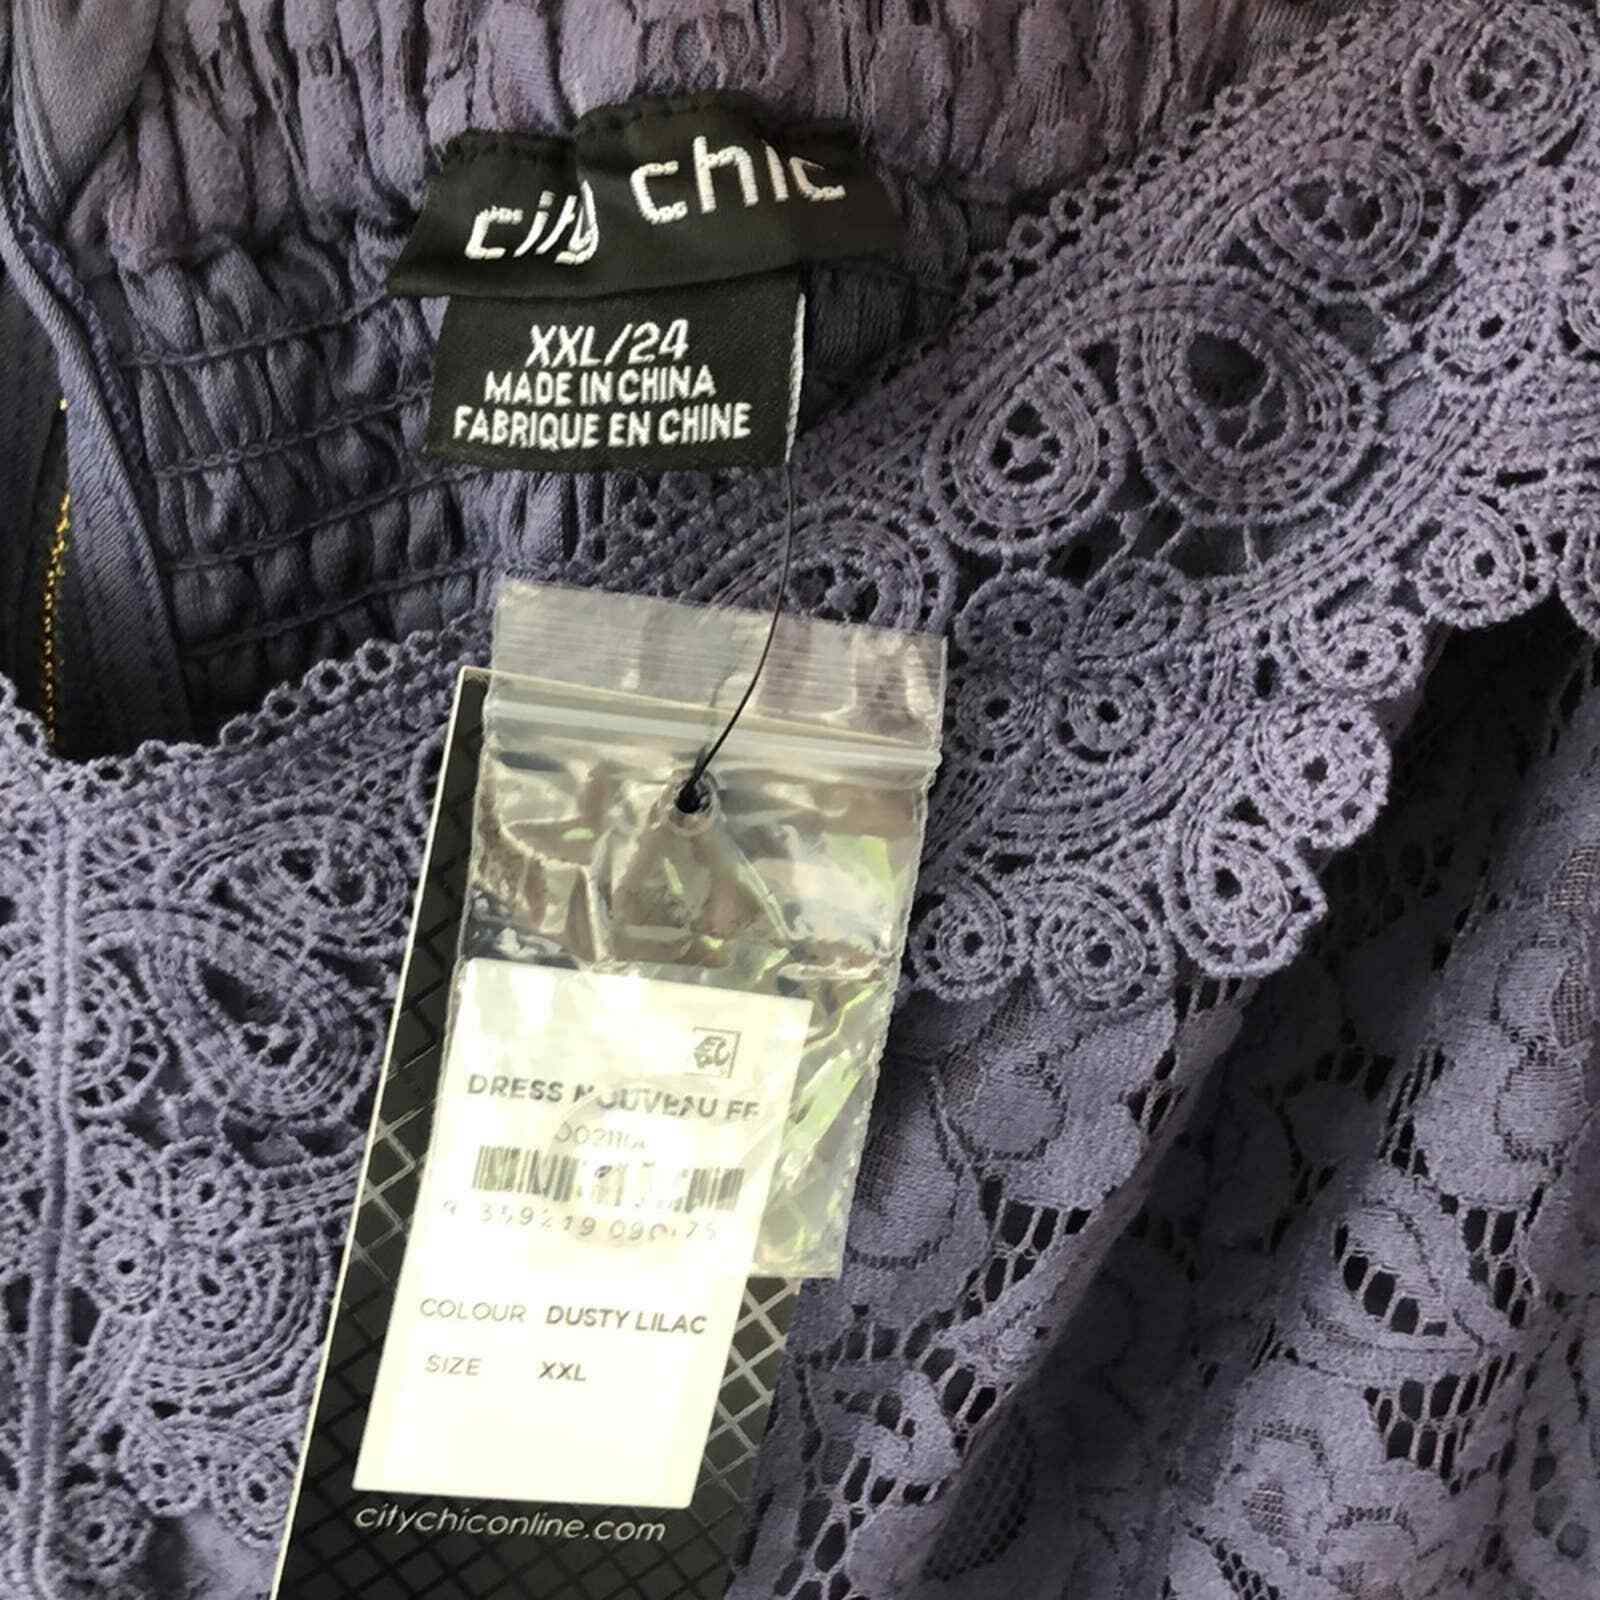 city chic
XXL/24
MADE IN CHINA
FABRIQUE EN CHINE
DRESS NOUVEAU
COLOUR DUSTY LILAC
SIZE XXL
citychiconline.com